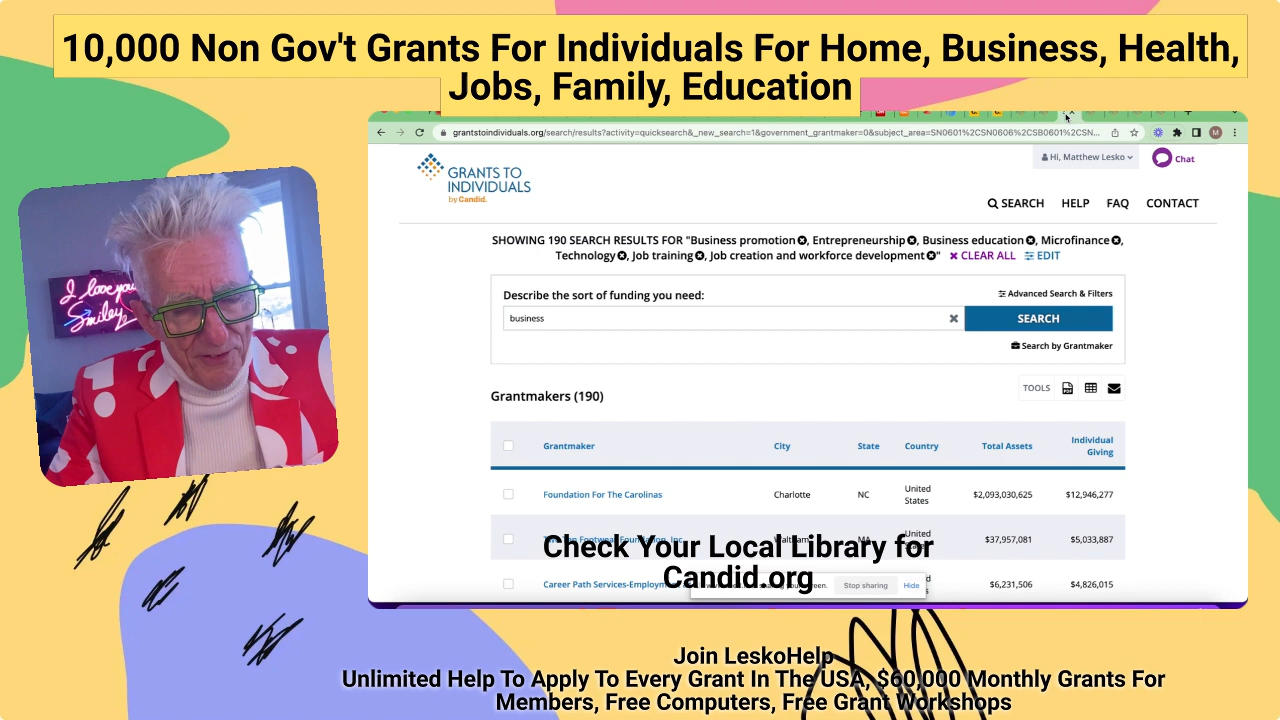 10,000 Non Gov't Grants For Individuals For Home, Business, Health,
Jobs, Family, Education
grantstoindividuals.org/search/results?activity=quicksearch&_new_search=1&government_grantmaker=0&subject_area=SN0601%2CSN0606%2CSB0601%2CSN...
M
GRANTS TO
INDIVIDUALS
by Candid.
Hi, Matthew Lesko
Chat
SEARCH HELP FAQ CONTACT
SHOWING 190 SEARCH RESULTS FOR "Business promotion, Entrepreneurship, Business education, Microfinance,
Technology, Job training, Job creation and workforce development" CLEAR ALL EDIT
Describe the sort of funding you need:
Advanced Search & Filters
business
SEARCH
Search by Grantmaker
Grantmakers (190)
TOOLS
Grantmaker City State Country Total Assets Individual Giving
Foundation For The Carolinas Charlotte NC United States $2,093,030,625 $12,946,277
Footwear Foundation, Inc. MA $37,957,081 $5,033,887
Career Path Services-Employm $6,231,506 $4,826,015
Stop sharing Hide
Check Your Local Library for
Candid.org
I love you
Smiley
Join LeskoHelp
Unlimited Help To Apply To Every Grant In The USA, $60,000 Monthly Grants For
Members, Free Computers, Free Grant Workshops